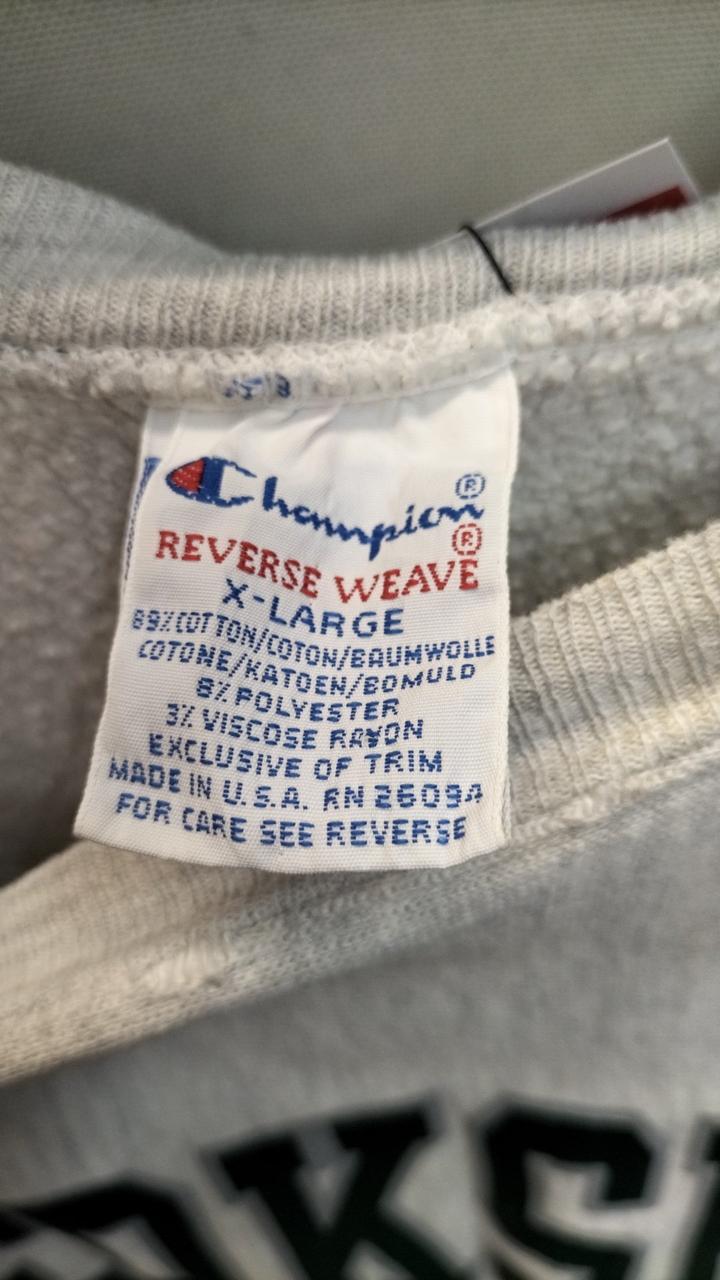 Champion®
REVERSE WEAVE®
X-LARGE
89% COTTON/COTON/BAUMWOLLE
COTONE/KATOEN/BOMULD
8% POLYESTER
3% VISCOSE RAYON
EXCLUSIVE OF TRIM
MADE IN U.S.A. RN 26094
FOR CARE SEE REVERSE